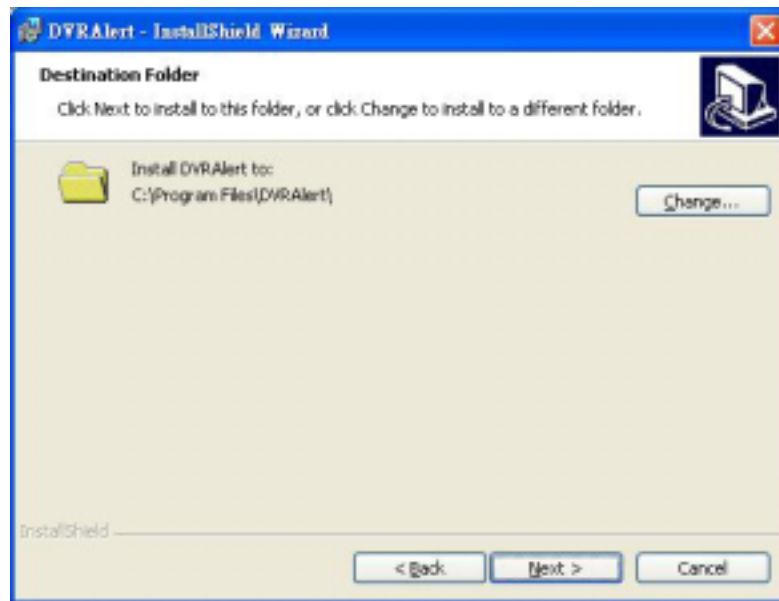 DVRAlert - InstallShield Wizard
Destination Folder
Click Next to install to this folder, or click Change to install to a different folder.
Install DVRAlert to:
C:\Program Files\DVRAlert\
Change...
InstallShield
< Back
Next >
Cancel